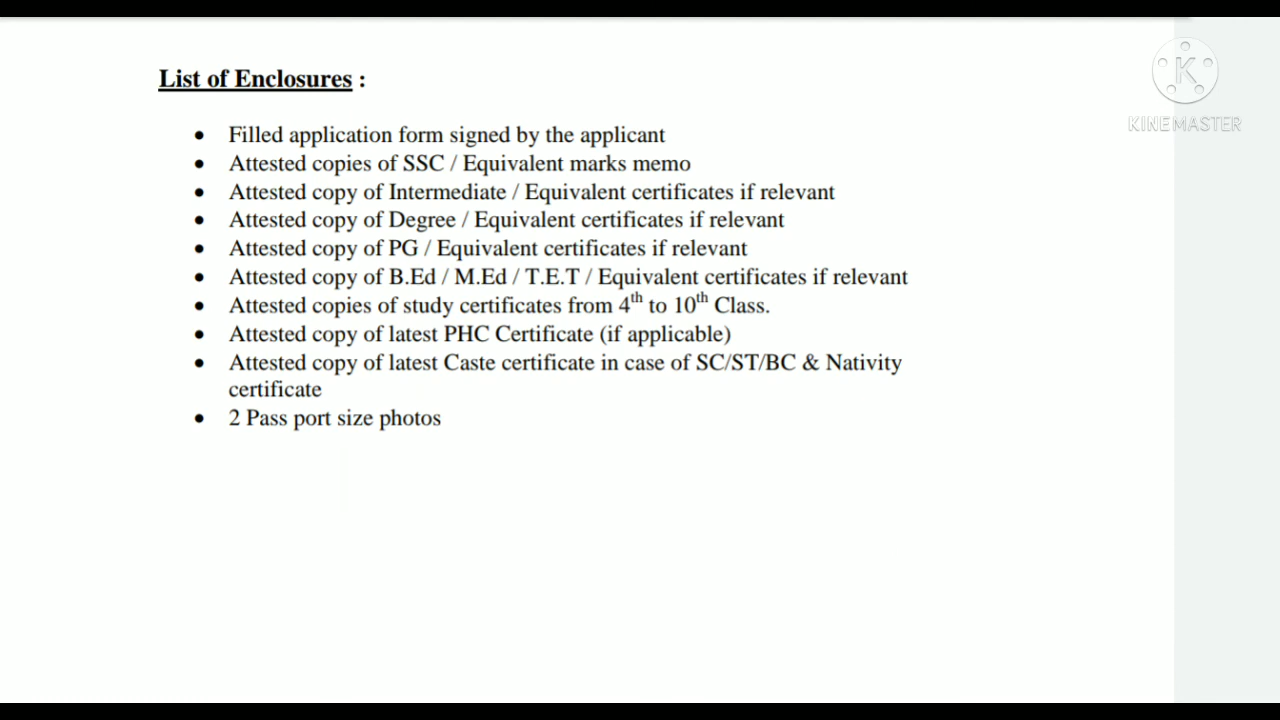 List of Enclosures :
K
KINEMASTER
• Filled application form signed by the applicant
• Attested copies of SSC / Equivalent marks memo
• Attested copy of Intermediate / Equivalent certificates if relevant
• Attested copy of Degree / Equivalent certificates if relevant
• Attested copy of PG / Equivalent certificates if relevant
• Attested copy of B.Ed / M.Ed / T.E.T / Equivalent certificates if relevant
• Attested copies of study certificates from 4th to 10th Class.
• Attested copy of latest PHC Certificate (if applicable)
• Attested copy of latest Caste certificate in case of SC/ST/BC & Nativity
certificate
• 2 Pass port size photos